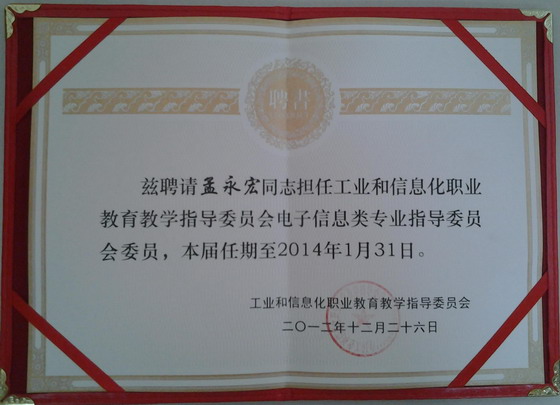 聘书
兹聘请孟永宏同志担任工业和信息化职业
教育教学指导委员会电子信息类专业指导委员
会委员，本届任期至2014年1月31日。
工业和信息化职业教育教学指导委员会
二〇一二年十二月二十六日